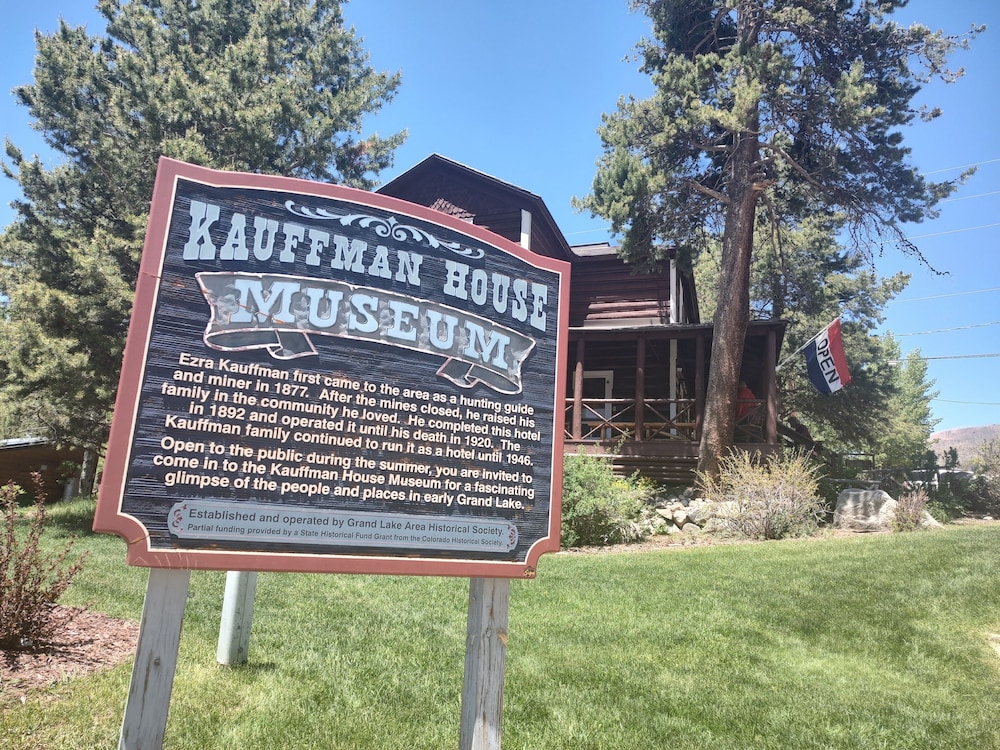 KAUFFMAN HOUSE
MUSEUM
Ezra Kauffman first came to the area as a hunting guide
and miner in 1877. After the mines closed, he raised his
family in the community he loved. He completed this hotel
in 1892 and operated it until his death in 1920. The
Kauffman family continued to run it as a hotel until 1946.
Open to the public during the summer, you are invited to
come in to the Kauffman House Museum for a fascinating
glimpse of the people and places in early Grand Lake.
Established and operated by Grand Lake Area Historical Society.
Partial funding provided by a State Historical Fund Grant from the Colorado Historical Society.
OPEN